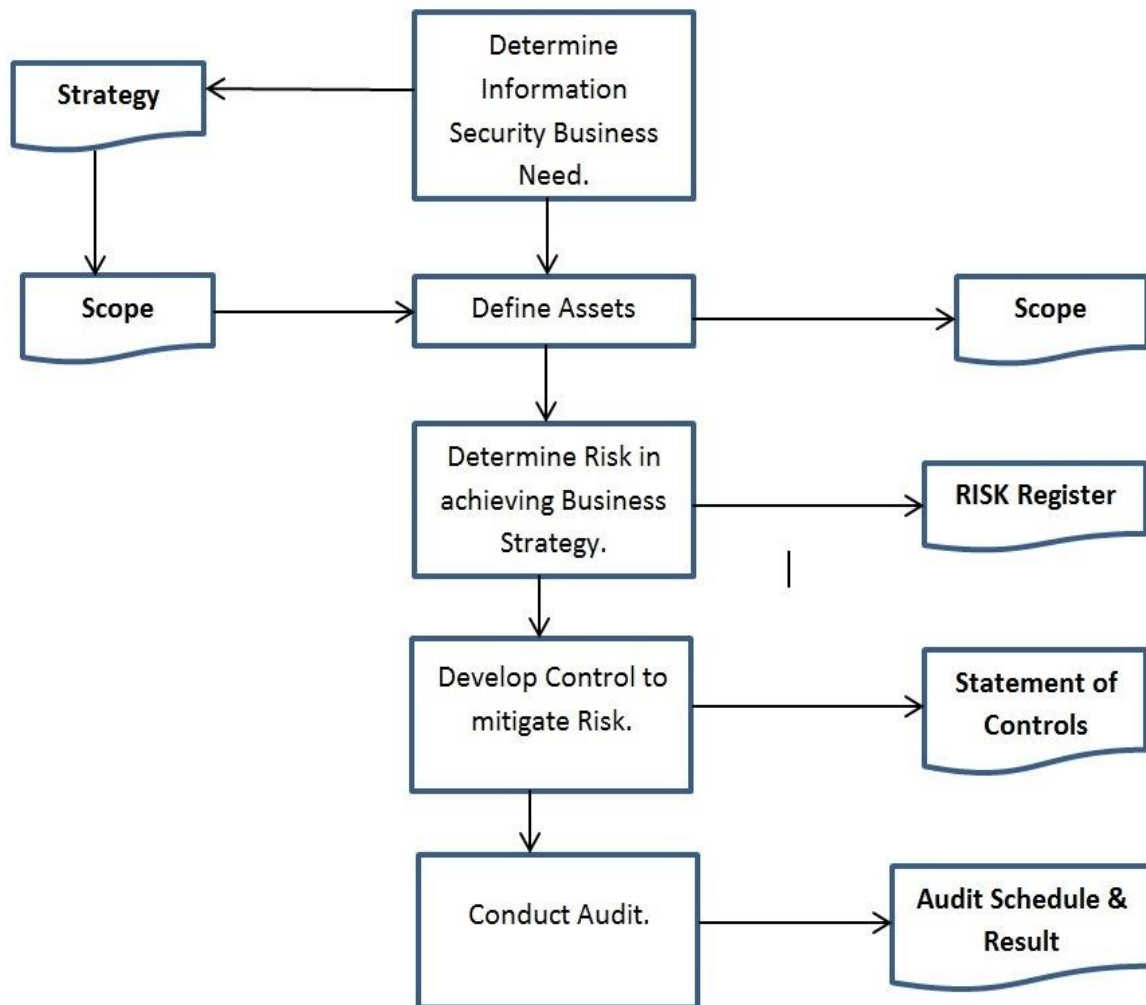 Determine
Information
Security Business
Need.
Strategy
Scope
Define Assets
Scope
Determine Risk in
achieving Business
Strategy.
RISK Register
Develop Control to
mitigate Risk.
Statement of
Controls
Conduct Audit.
Audit Schedule &
Result